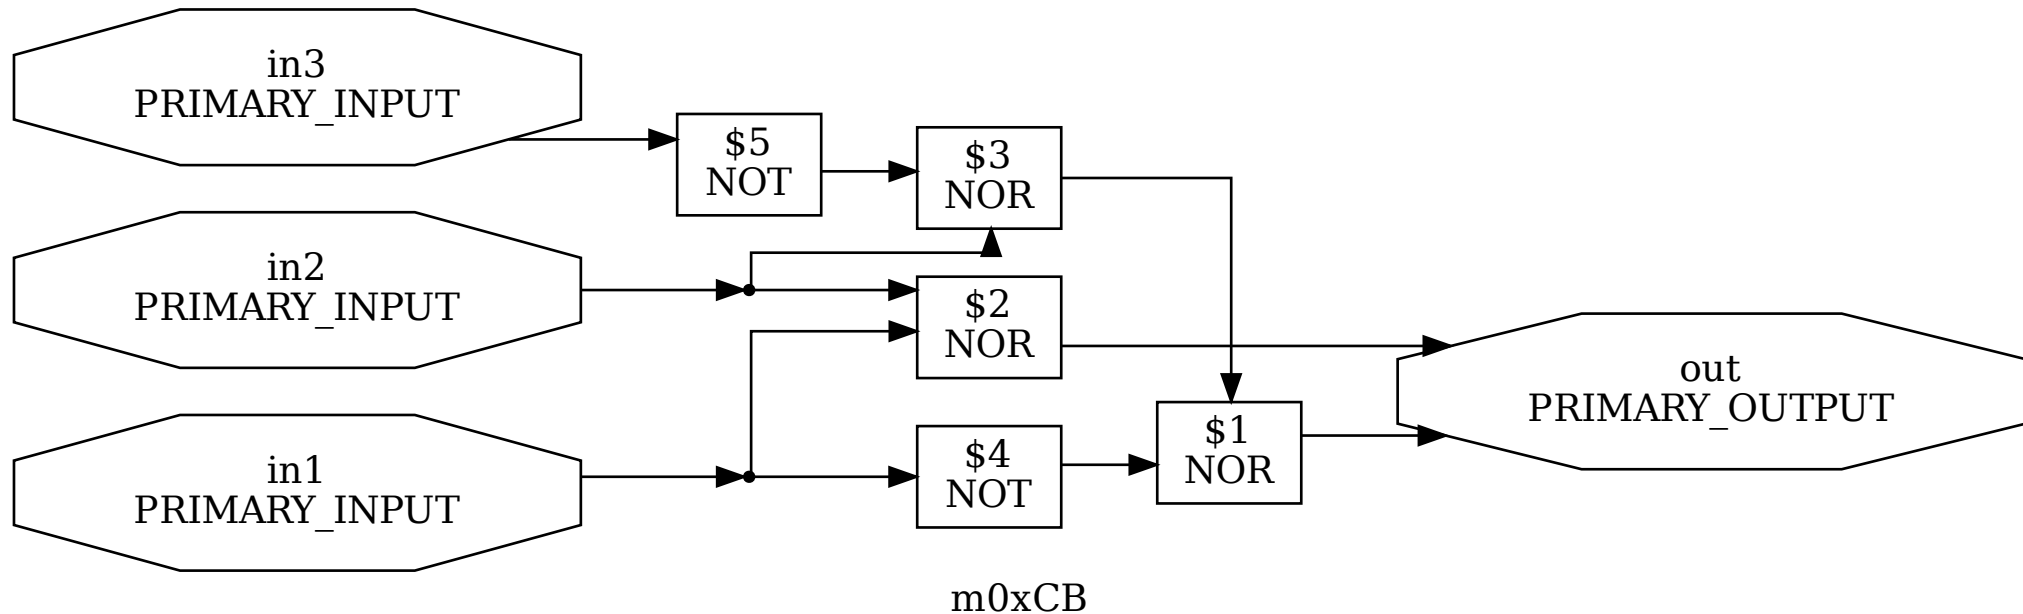 in3
PRIMARY_INPUT
$5
NOT
$3
NOR
in2
PRIMARY_INPUT
$2
NOR
out
PRIMARY_OUTPUT
in1
PRIMARY_INPUT
$4
NOT
$1
NOR
m0xCB